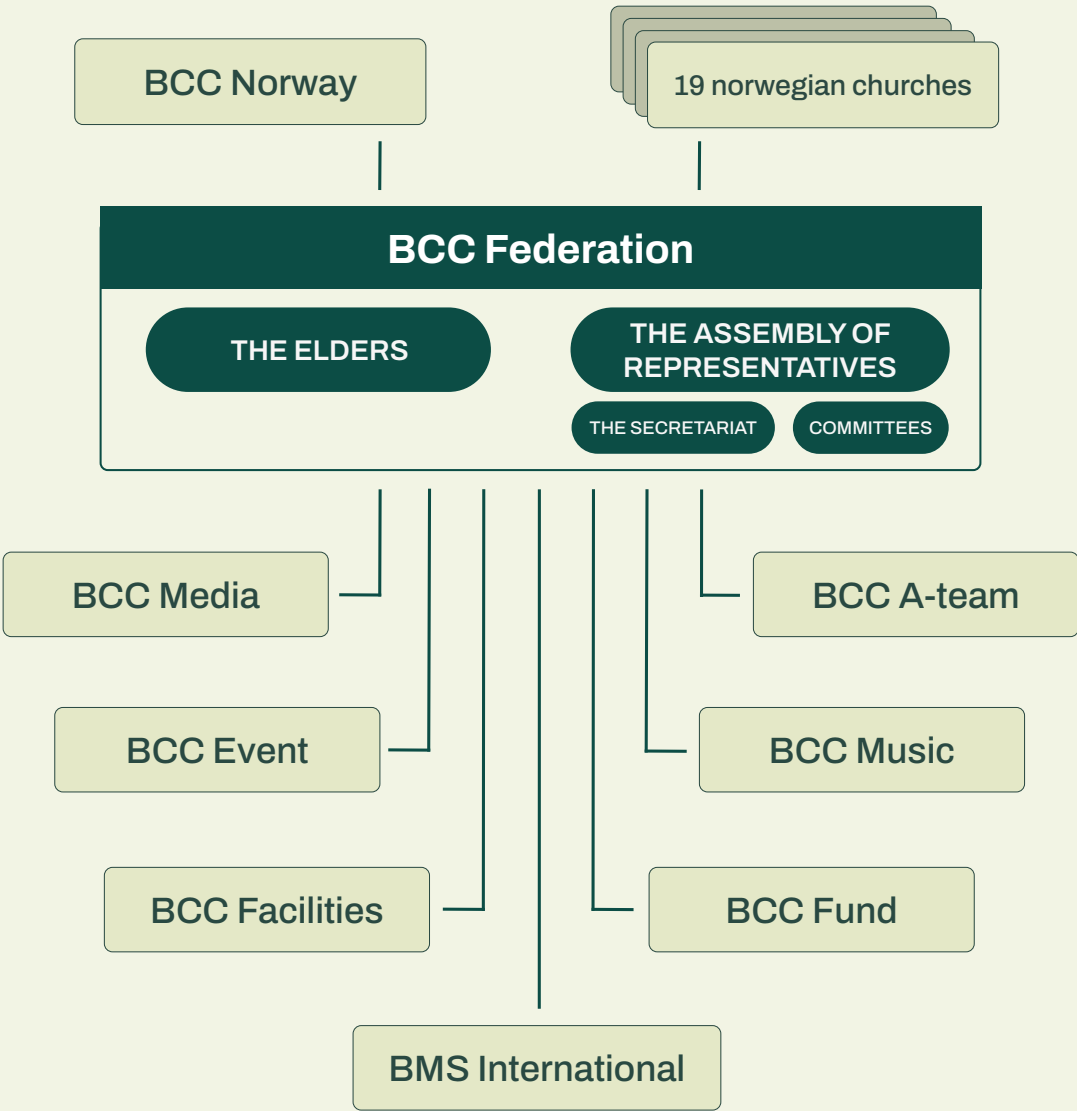 BCC Norway
19 norwegian churches
BCC Federation
THE ELDERS
THE ASSEMBLY OF
REPRESENTATIVES
THE SECRETARIAT
COMMITTEES
BCC Media
BCC A-team
BCC Event
BCC Music
BCC Facilities
BCC Fund
BMS International